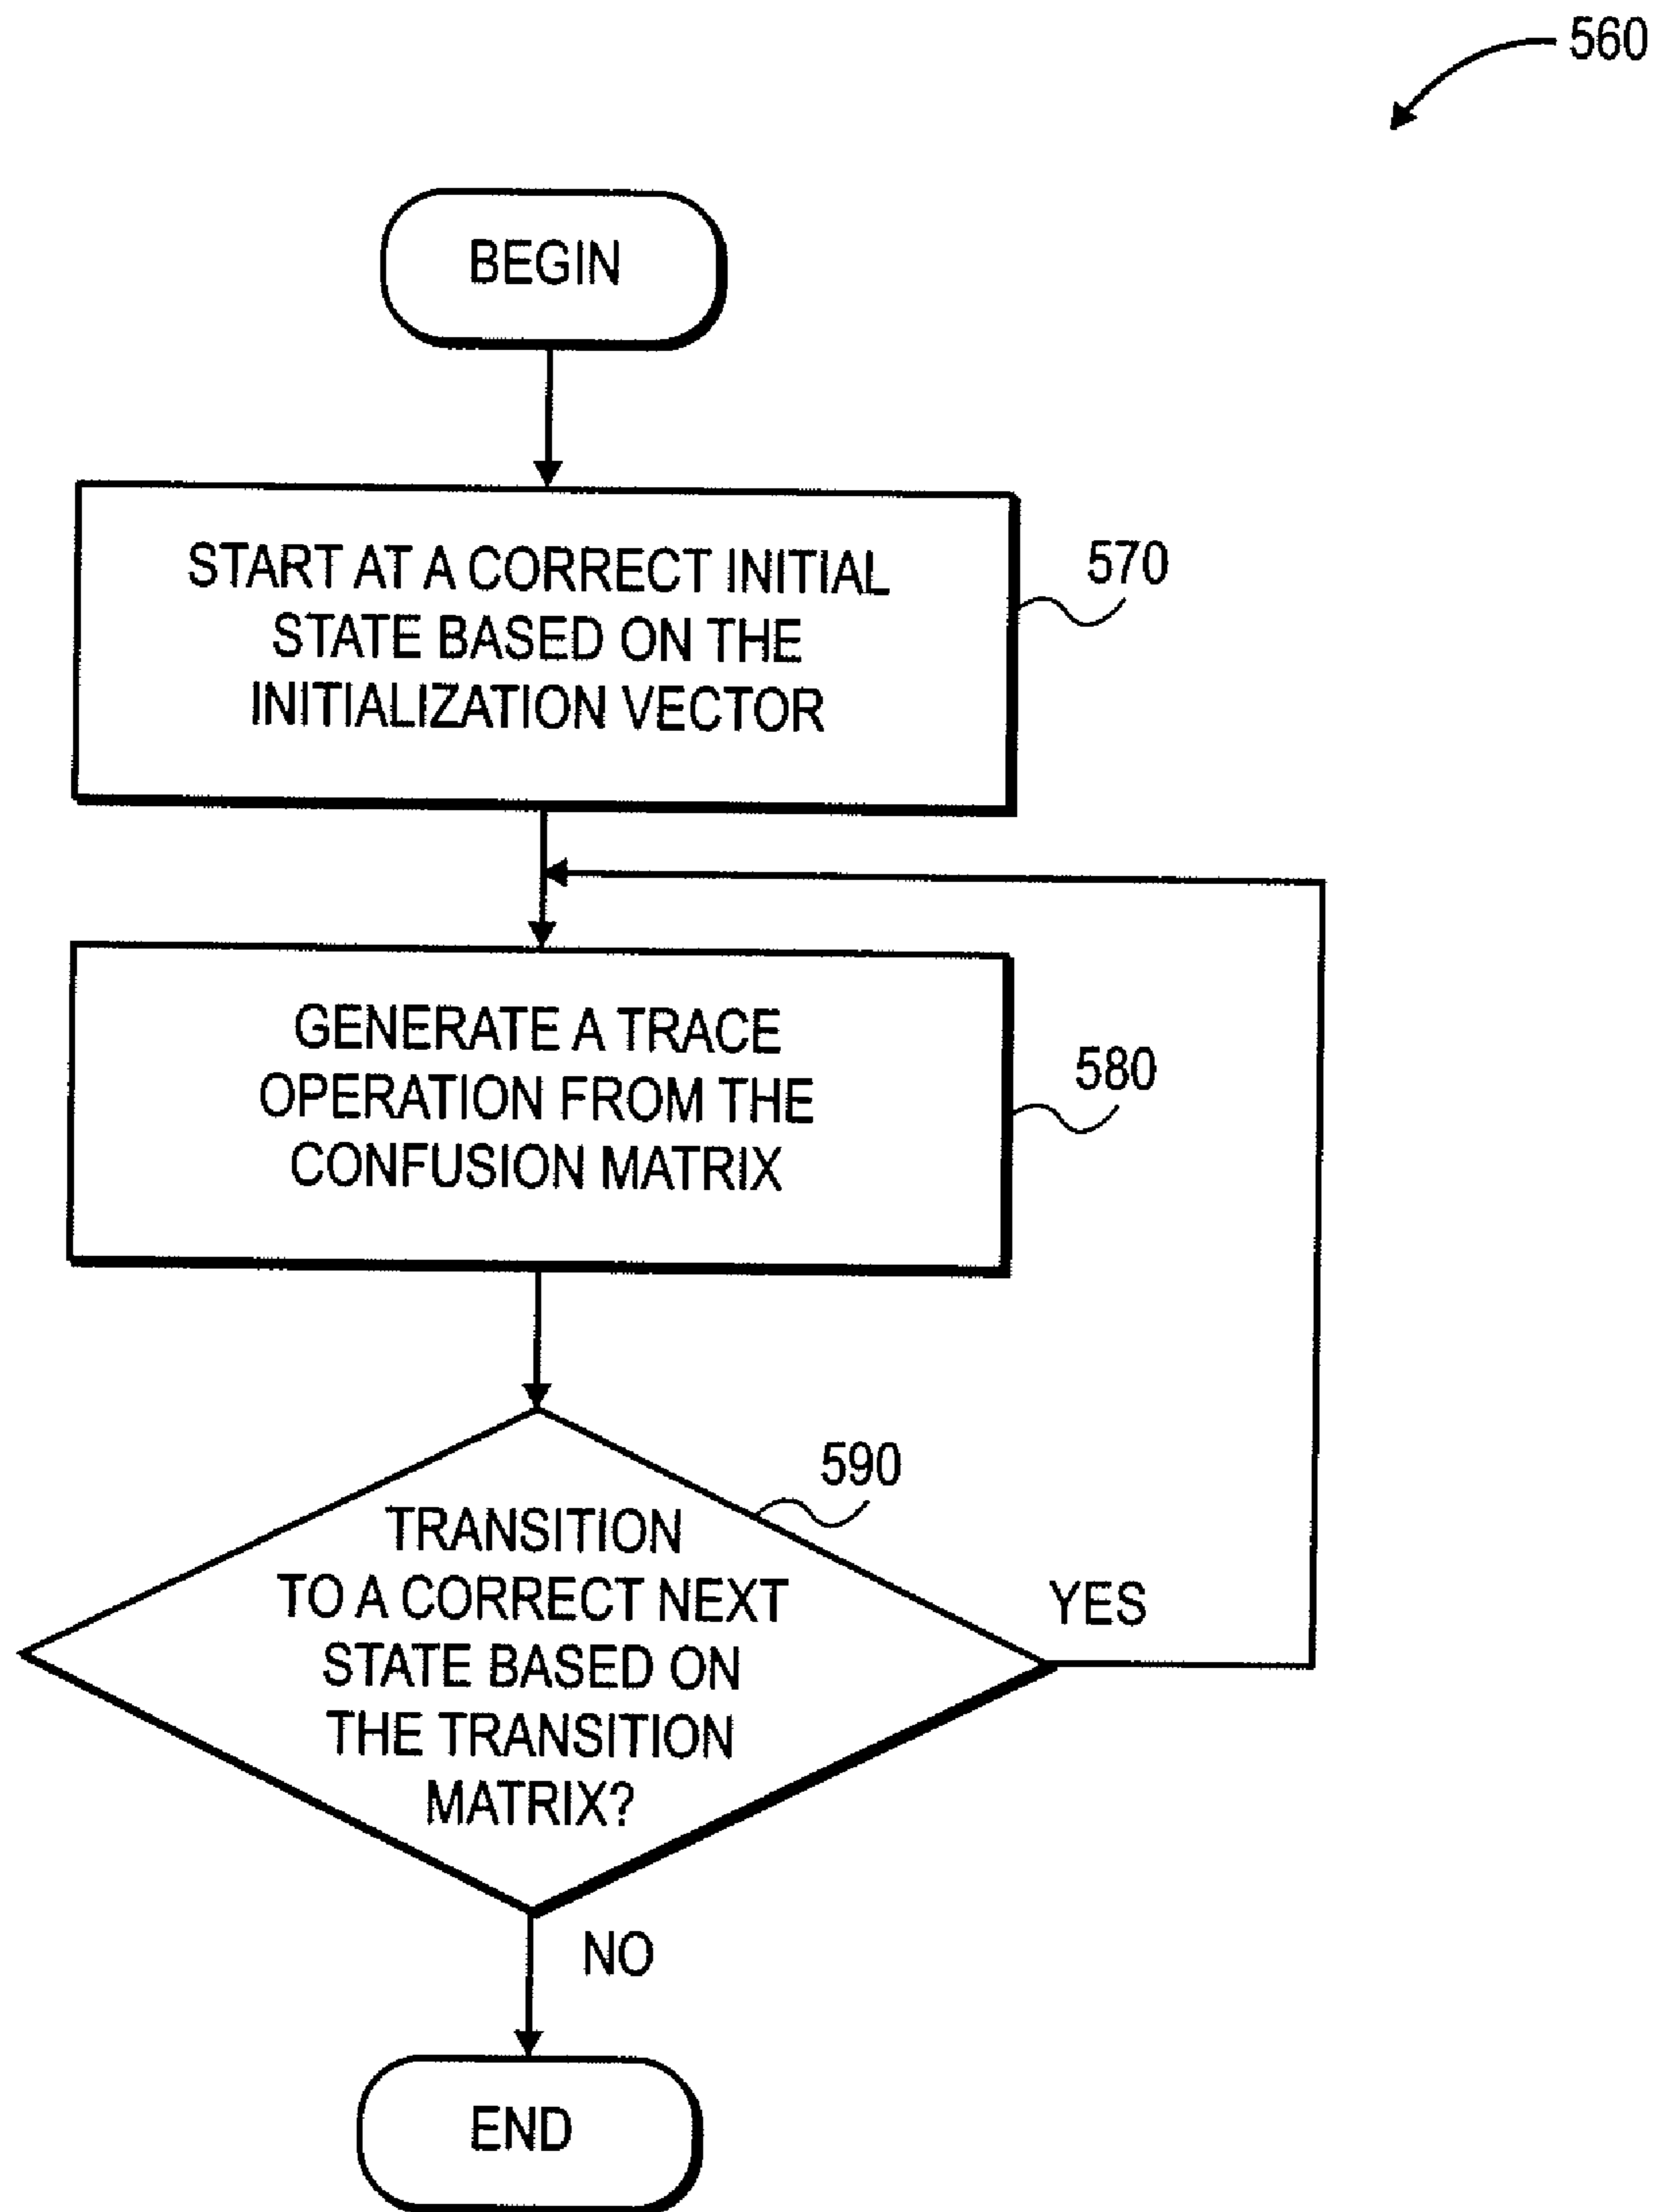 560
BEGIN
START AT A CORRECT INITIAL
STATE BASED ON THE
INITIALIZATION VECTOR
570
GENERATE A TRACE
OPERATION FROM THE
CONFUSION MATRIX
580
590
TRANSITION
TO A CORRECT NEXT
STATE BASED ON
THE TRANSITION
MATRIX?
YES
NO
END